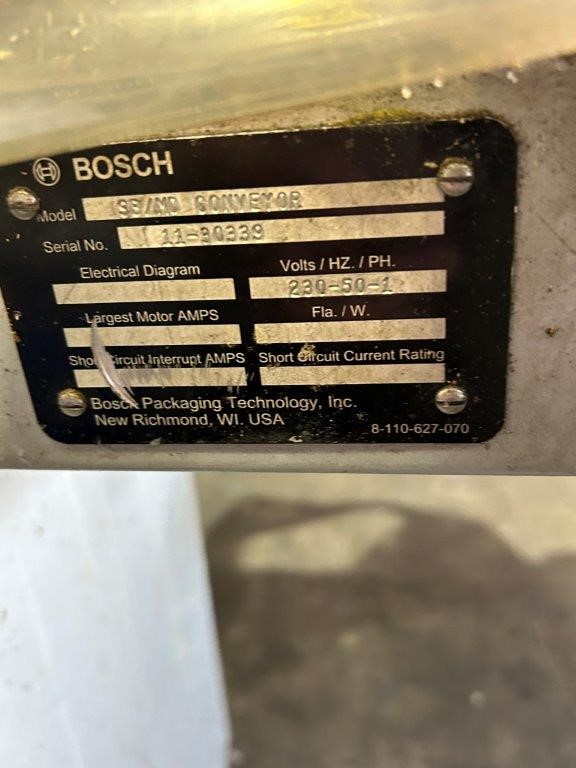 BOSCH
Model SB/MD CONVEYOR
Serial No. 11-30339
Electrical Diagram Volts / HZ. / PH.
230-50-1
Largest Motor AMPS Fla. / W.
Short Circuit Interrupt AMPS Short Circuit Current Rating
Bosch Packaging Technology, Inc.
New Richmond, WI. USA
8-110-627-070